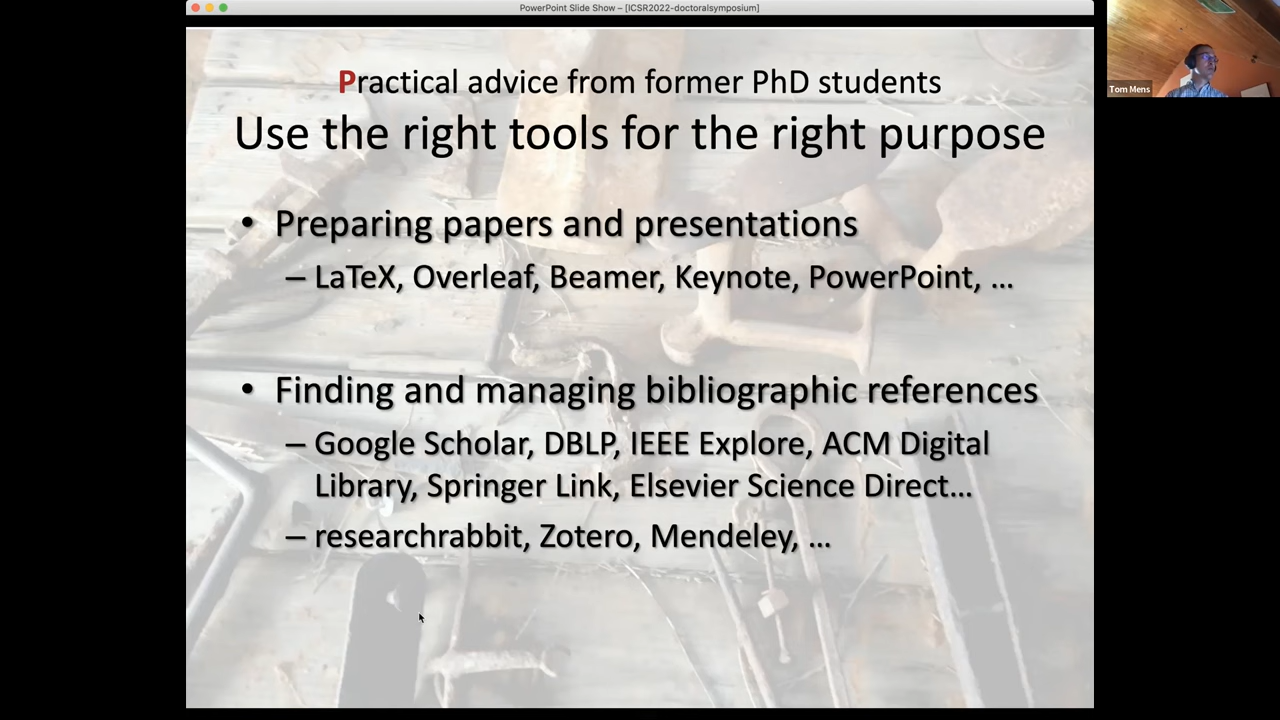 PowerPoint Slide Show – [ICSR2022-doctoralsymposium]
Practical advice from former PhD students
Use the right tools for the right purpose
• Preparing papers and presentations
– LaTeX, Overleaf, Beamer, Keynote, PowerPoint, …
• Finding and managing bibliographic references
– Google Scholar, DBLP, IEEE Explore, ACM Digital
Library, Springer Link, Elsevier Science Direct…
– researchrabbit, Zotero, Mendeley, …
Tom Mens